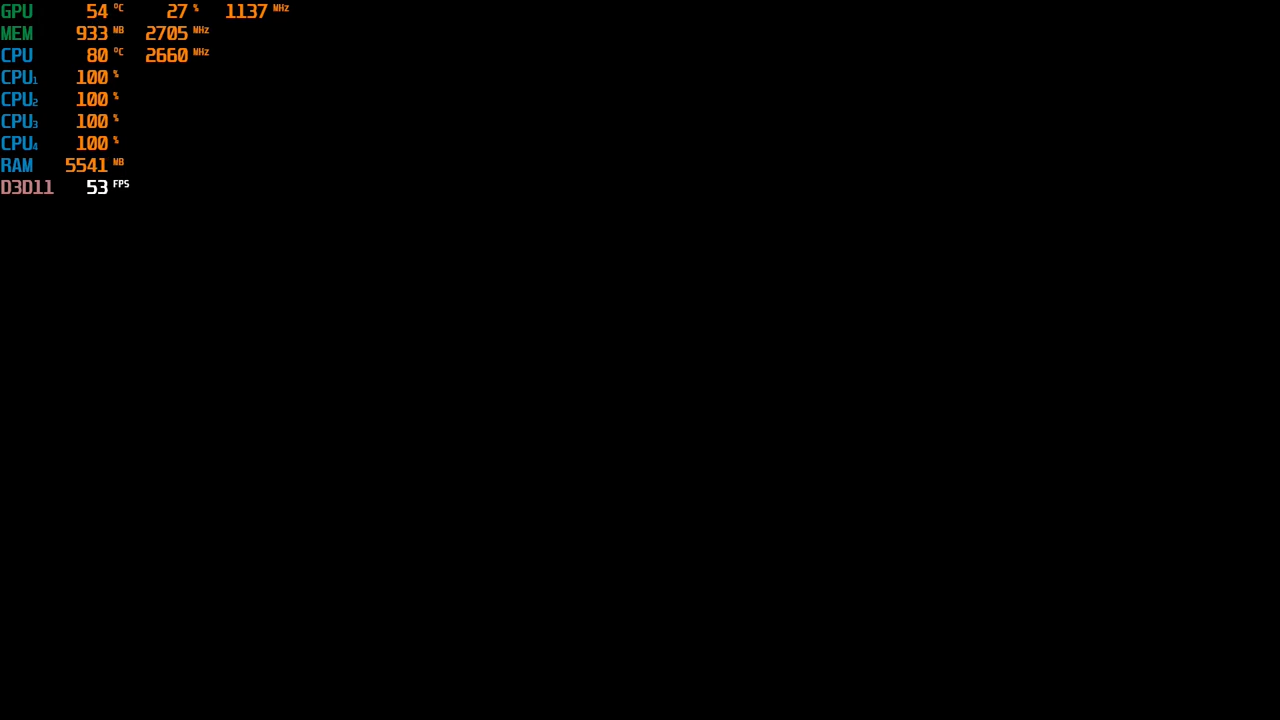 GPU 54 °C 27 % 1137 MHz
MEM 933 MB 2705 MHz
CPU 80 °C 2660 MHz
CPU1 100 %
CPU2 100 %
CPU3 100 %
CPU4 100 %
RAM 5541 MB
D3D11 53 FPS